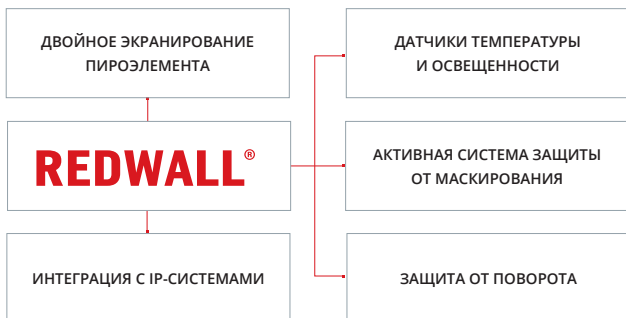 ДВОЙНОЕ ЭКРАНИРОВАНИЕ
ПИРОЭЛЕМЕНТА
ДАТЧИКИ ТЕМПЕРАТУРЫ
И ОСВЕЩЕННОСТИ
REDWALL®
АКТИВНАЯ СИСТЕМА ЗАЩИТЫ
ОТ МАСКИРОВАНИЯ
ИНТЕГРАЦИЯ С IP-СИСТЕМАМИ
ЗАЩИТА ОТ ПОВОРОТА